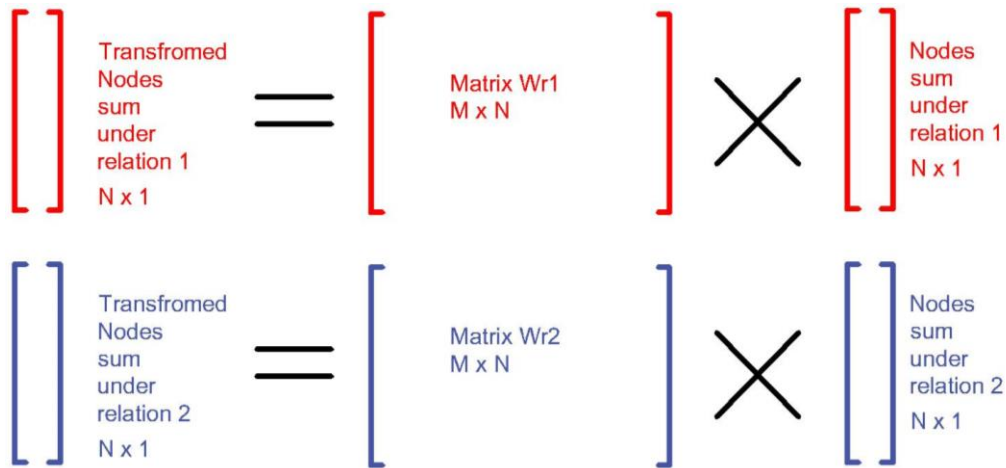 Transfromed
Nodes
sum
under
relation 1
N x 1
Matrix Wr1
M x N
Nodes
sum
under
relation 1
N x 1
Transfromed
Nodes
sum
under
relation 2
N x 1
Matrix Wr2
M x N
Nodes
sum
under
relation 2
N x 1